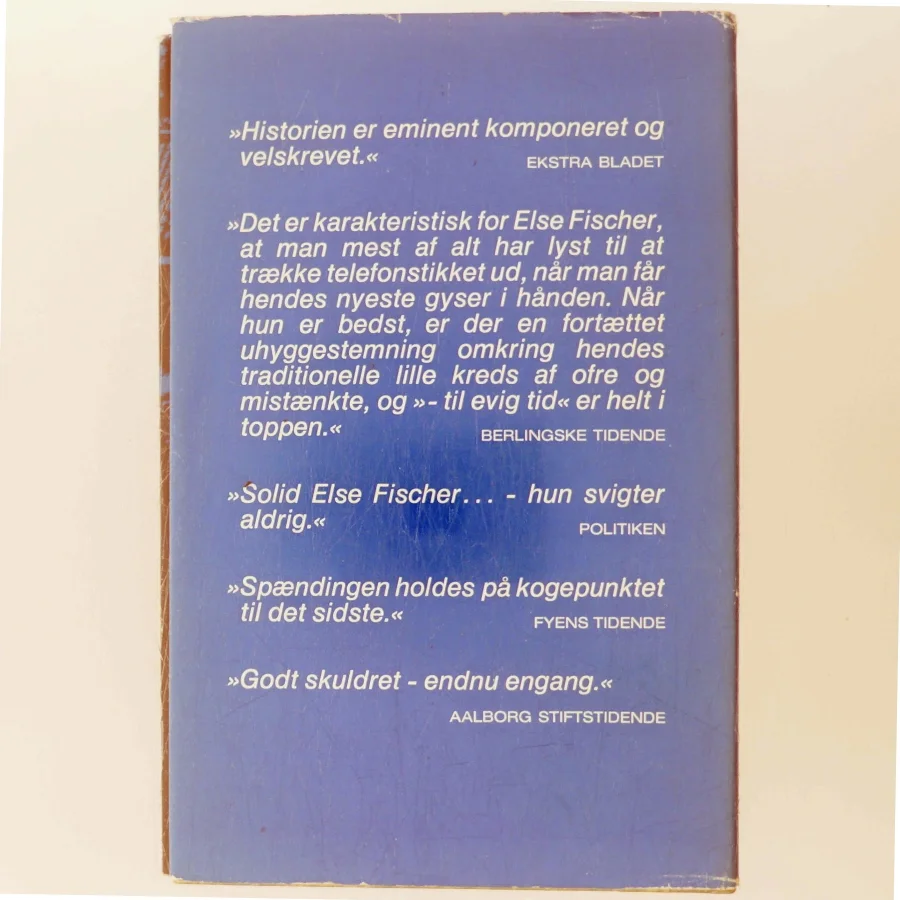 »Historien er eminent komponeret og
velskrevet.« EKSTRA BLADET
»Det er karakteristisk for Else Fischer,
at man mest af alt har lyst til at
trække telefonstikket ud, når man får
hendes nyeste gyser i hånden. Når
hun er bedst, er der en fortættet
uhyggestemning omkring hendes
traditionelle lille kreds af ofre og
mistænkte, og »- til evig tid« er helt i
toppen.« BERLINGSKE TIDENDE
»Solid Else Fischer... - hun svigter
aldrig.« POLITIKEN
»Spændingen holdes på kogepunktet
til det sidste.« FYENS TIDENDE
»Godt skuldret - endnu engang.«
AALBORG STIFTSTIDENDE